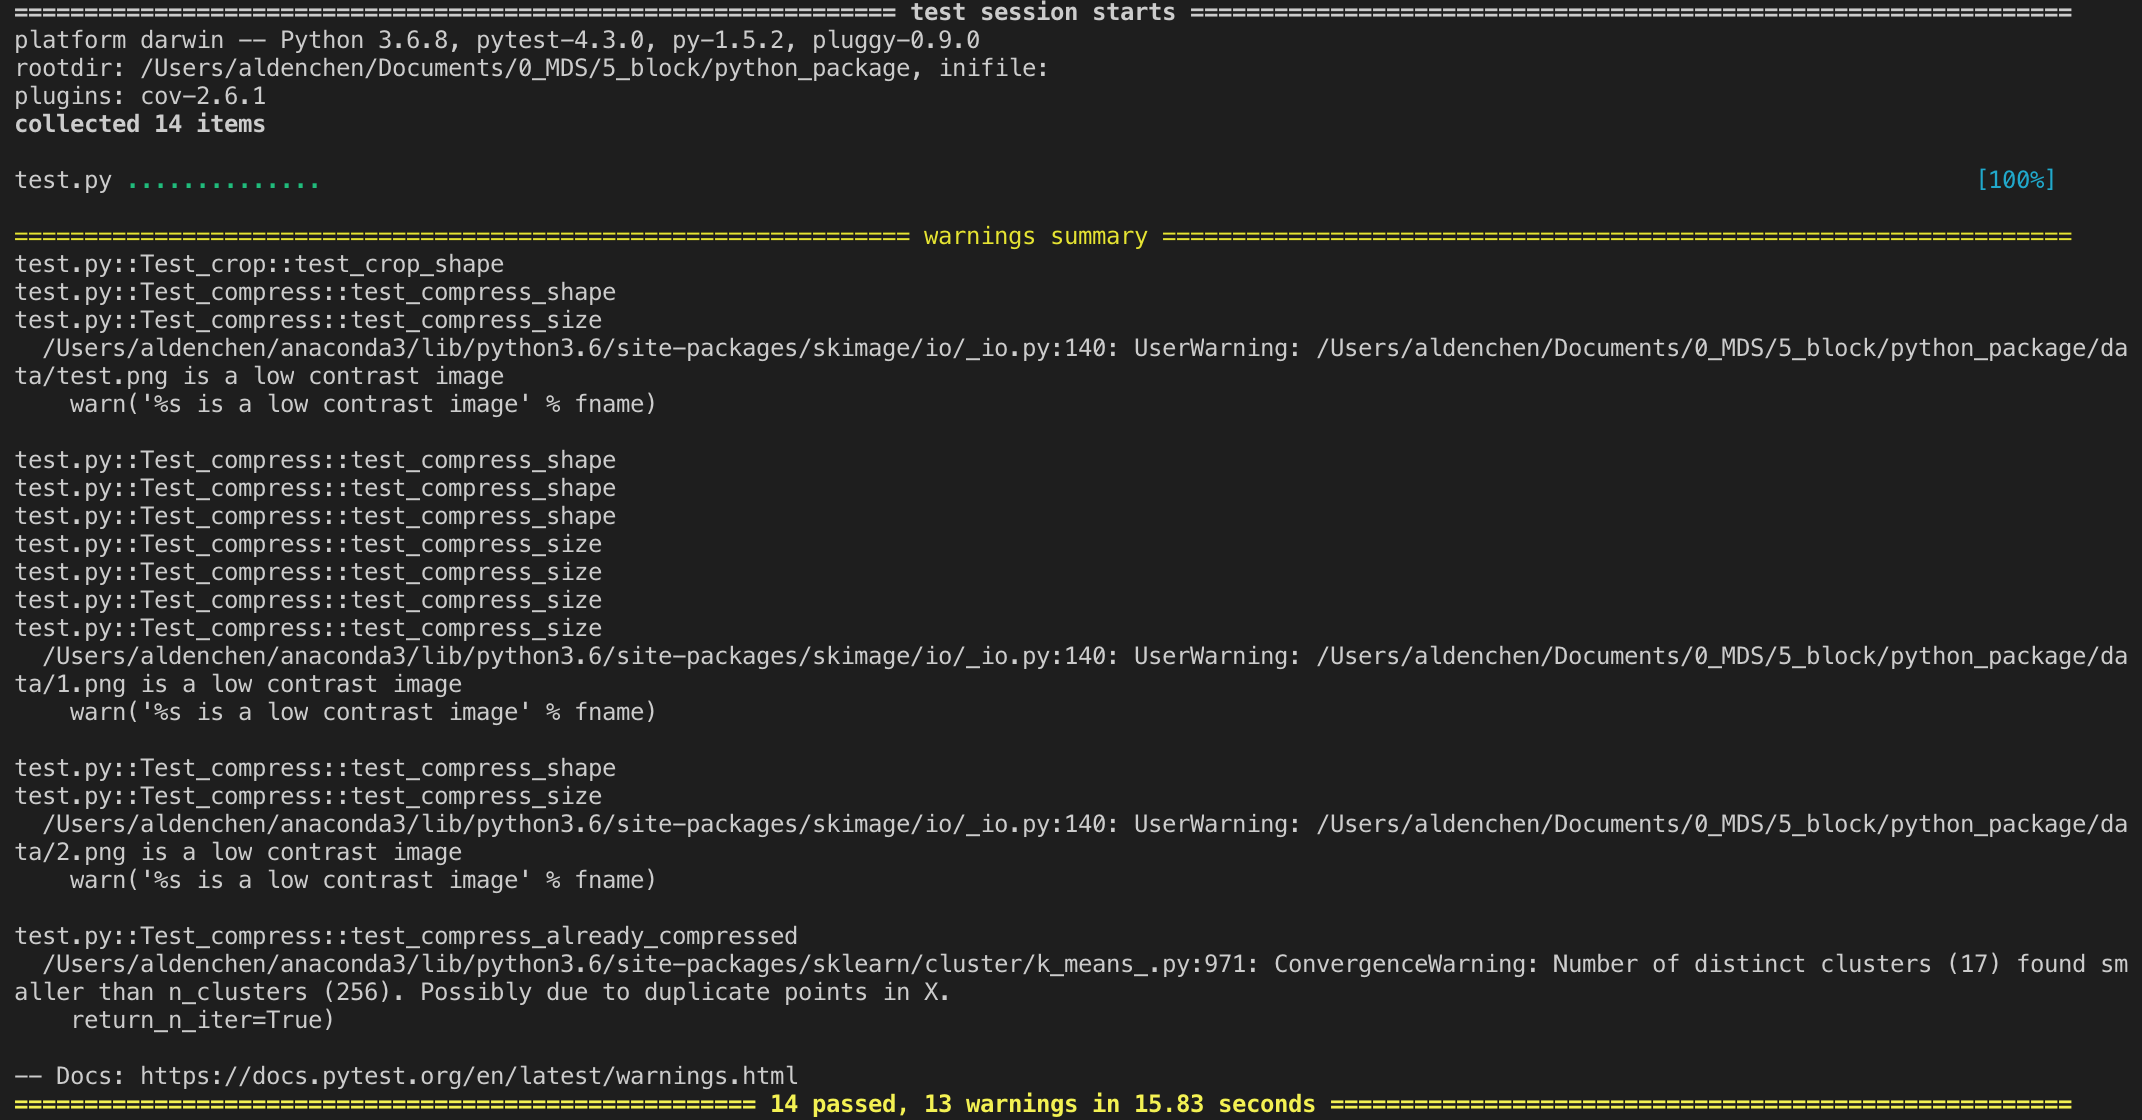 =============================================================== test session starts ===============================================================
platform darwin -- Python 3.6.8, pytest-4.3.0, py-1.5.2, pluggy-0.9.0
rootdir: /Users/aldenchen/Documents/0_MDS/5_block/python_package, inifile:
plugins: cov-2.6.1
collected 14 items
test.py .............. [100%]
================================================================ warnings summary =================================================================
test.py::Test_crop::test_crop_shape
test.py::Test_compress::test_compress_shape
test.py::Test_compress::test_compress_size
  /Users/aldenchen/anaconda3/lib/python3.6/site-packages/skimage/io/_io.py:140: UserWarning: /Users/aldenchen/Documents/0_MDS/5_block/python_package/da
ta/test.png is a low contrast image
    warn('%s is a low contrast image' % fname)
test.py::Test_compress::test_compress_shape
test.py::Test_compress::test_compress_shape
test.py::Test_compress::test_compress_shape
test.py::Test_compress::test_compress_size
test.py::Test_compress::test_compress_size
test.py::Test_compress::test_compress_size
test.py::Test_compress::test_compress_size
  /Users/aldenchen/anaconda3/lib/python3.6/site-packages/skimage/io/_io.py:140: UserWarning: /Users/aldenchen/Documents/0_MDS/5_block/python_package/da
ta/1.png is a low contrast image
    warn('%s is a low contrast image' % fname)
test.py::Test_compress::test_compress_shape
test.py::Test_compress::test_compress_size
  /Users/aldenchen/anaconda3/lib/python3.6/site-packages/skimage/io/_io.py:140: UserWarning: /Users/aldenchen/Documents/0_MDS/5_block/python_package/da
ta/2.png is a low contrast image
    warn('%s is a low contrast image' % fname)
test.py::Test_compress::test_compress_already_compressed
  /Users/aldenchen/anaconda3/lib/python3.6/site-packages/sklearn/cluster/k_means_.py:971: ConvergenceWarning: Number of distinct clusters (17) found sm
aller than n_clusters (256). Possibly due to duplicate points in X.
    return_n_iter=True)
-- Docs: https://docs.pytest.org/en/latest/warnings.html
===================================================== 14 passed, 13 warnings in 15.83 seconds =====================================================